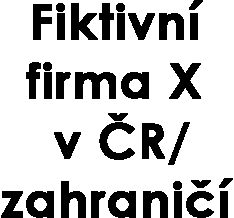 Fiktivní
firma X
v ČR/
zahraničí